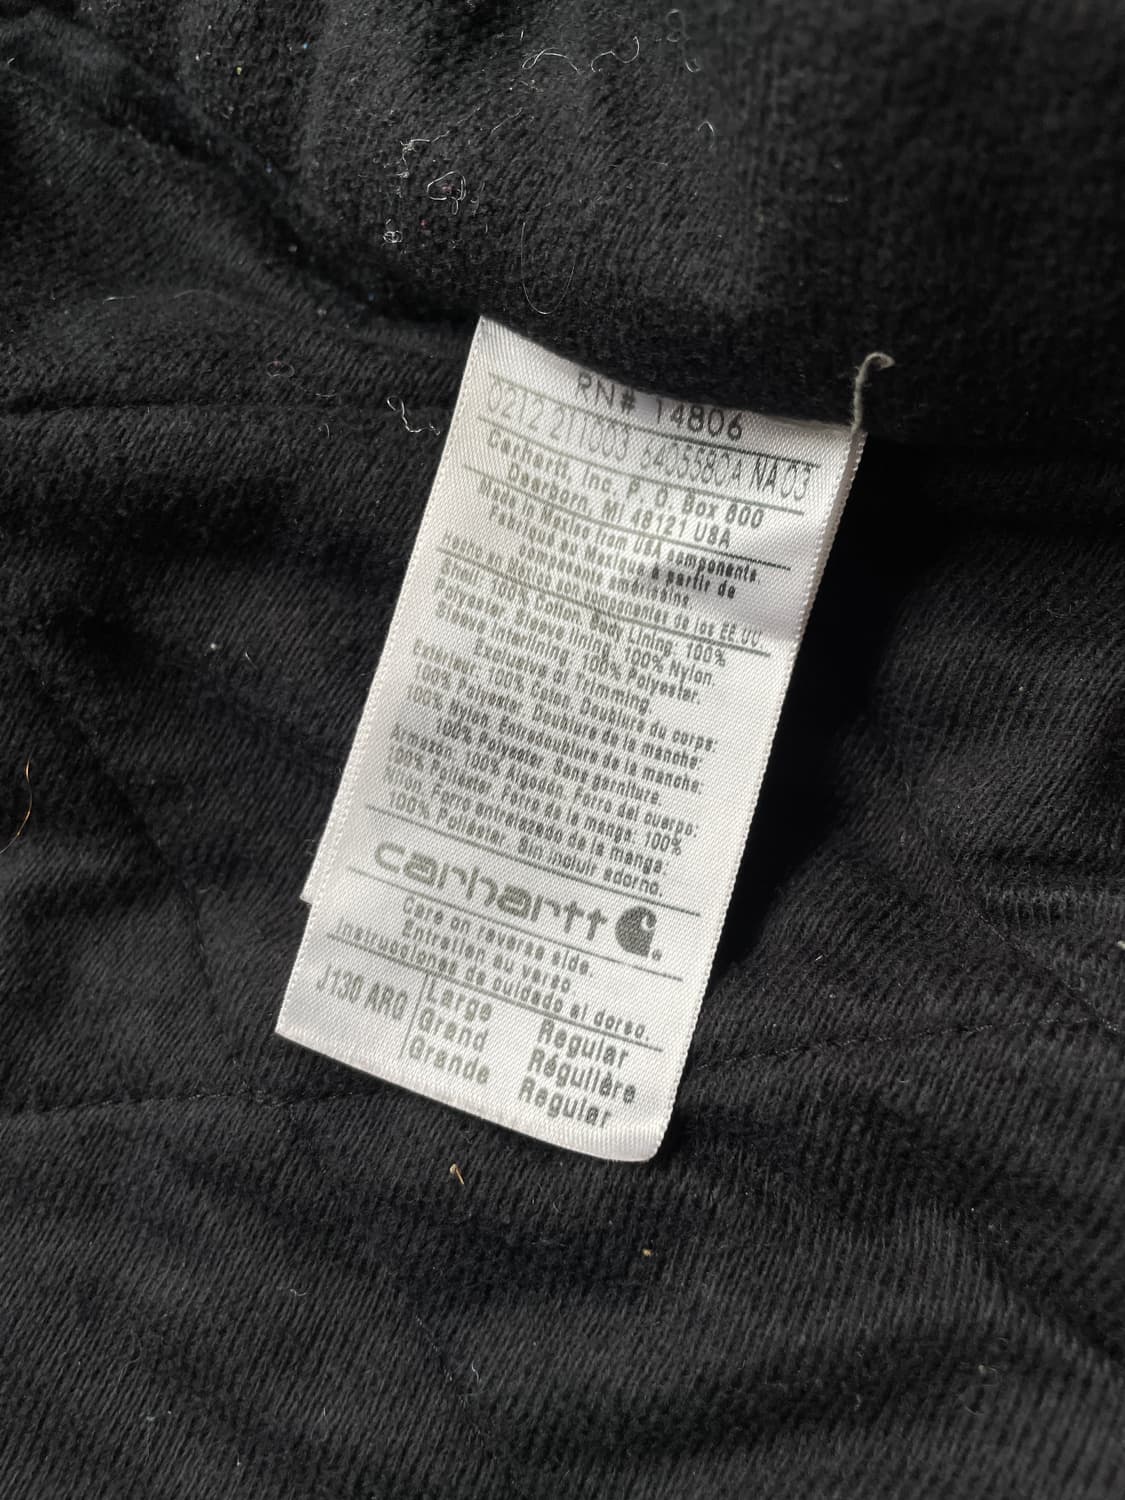 RN# 14806
0212 211003 6405580A NA 03
Carhartt, Inc. P. O. Box 600
Dearborn, MI 48121 USA
Made in Mexico from USA components
Fabriqué au Mexique à partir de
composants américains
Hecho en México con componentes de los EE UU
Shell: 100% Cotton. Body Lining: 100%
Polyester. Sleeve lining: 100% Nylon.
Sleeve Interlining: 100% Polyester.
Exclusive of Trimming.
Extérieur: 100% Coton. Doublure du corps:
100% Polyester. Doublure de la manche:
100% Nylon. Entredoublure de la manche:
100% Polyester. Sans garniture.
Armazón: 100% Algodón. Forro del cuerpo:
100% Poliéster. Forro de la manga: 100%
Nilón. Forro entrelazado de la manga:
100% Poliéster. Sin incluir adorno.
carhartt
Care on reverse side.
Entretien au verso
Instrucciones de cuidado al dorso.
J130 ARG Large Regular
Grand Régulière
Grande Regular